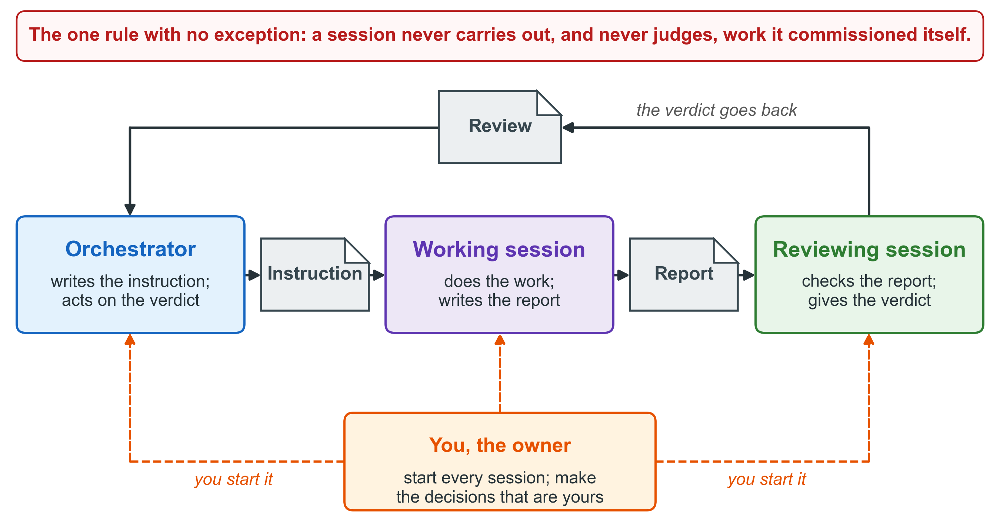 The one rule with no exception: a session never carries out, and never judges, work it commissioned itself.
Review
the verdict goes back
Orchestrator
writes the instruction;
acts on the verdict
Instruction
Working session
does the work;
writes the report
Report
Reviewing session
checks the report;
gives the verdict
You, the owner
start every session; make
the decisions that are yours
you start it
you start it